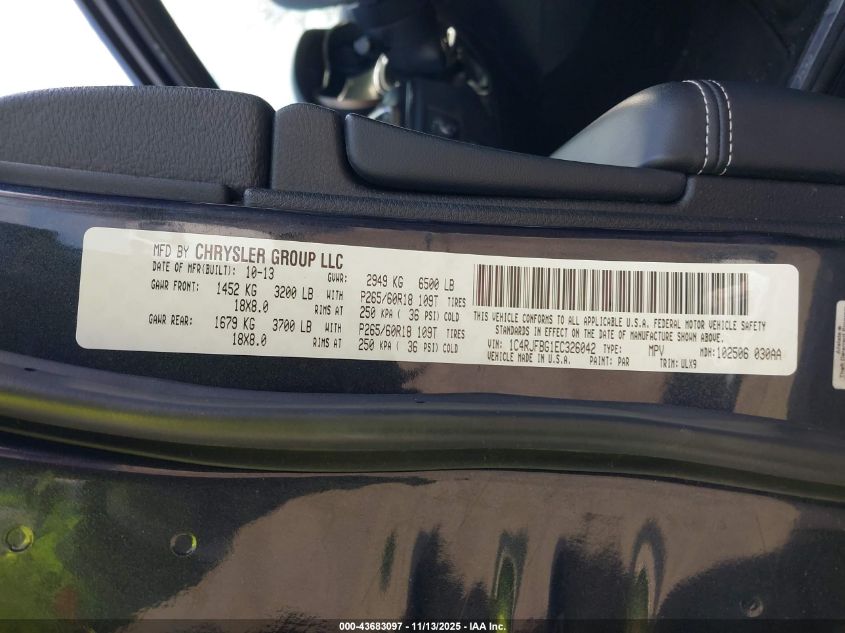 MFD BY CHRYSLER GROUP LLC
DATE OF MFR(BUILT): 10-13 GVWR: 2949 KG 6500 LB
GAWR FRONT: 1452 KG 3200 LB WITH P265/60R18 109T TIRES
18X8.0 RIMS AT 250 KPA ( 36 PSI) COLD
GAWR REAR: 1679 KG 3700 LB WITH P265/60R18 109T TIRES
18X8.0 RIMS AT 250 KPA ( 36 PSI) COLD
THIS VEHICLE CONFORMS TO ALL APPLICABLE U.S.A. FEDERAL MOTOR VEHICLE SAFETY
STANDARDS IN EFFECT ON THE DATE OF MANUFACTURE SHOWN ABOVE.
VIN: 1C4RJFBG1EC326042 TYPE: MPV MDH: 102506 030AA
VEHICLE MADE IN U.S.A. PAINT: PAR TRIM: ULX9
000-43683097 - 11/13/2025 - IAA Inc.